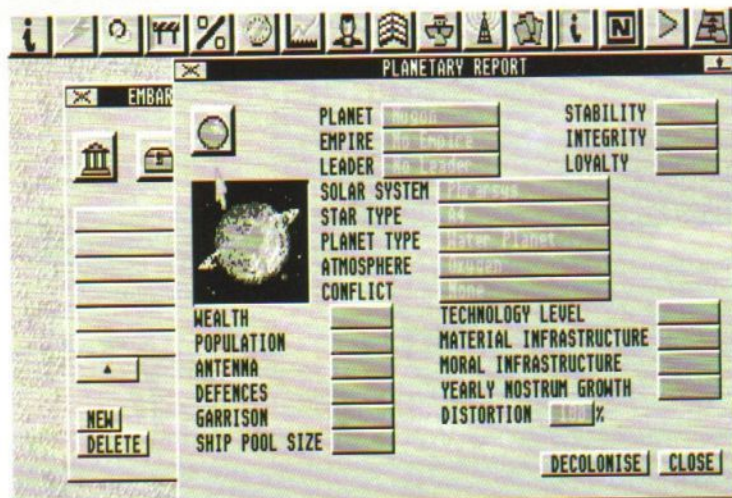 PLANETARY REPORT
EMBAR
PLANET
EMPIRE No Empire
LEADER No Leader
STABILITY
INTEGRITY
LOYALTY
SOLAR SYSTEM
STAR TYPE A4
PLANET TYPE Water Planet
ATMOSPHERE Oxygen
CONFLICT None
WEALTH
POPULATION
ANTENNA
DEFENCES
GARRISON
SHIP POOL SIZE
TECHNOLOGY LEVEL
MATERIAL INFRASTRUCTURE
MORAL INFRASTRUCTURE
YEARLY NOSTRUM GROWTH
DISTORTION 100 %
NEW
DELETE
DECOLONISE
CLOSE